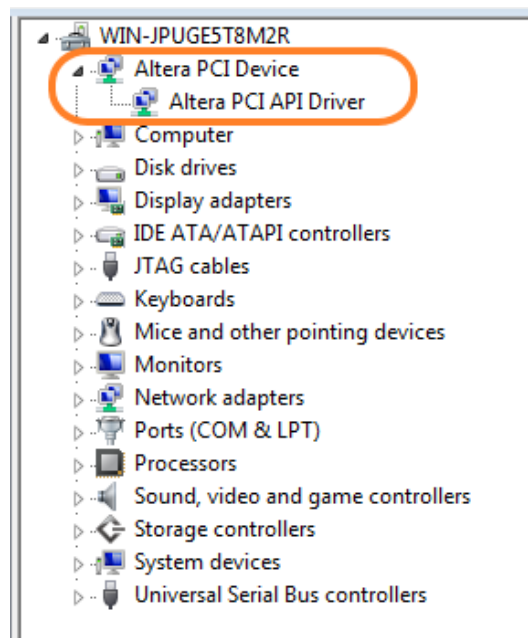 WIN-JPUGE5T8M2R
Altera PCI Device
Altera PCI API Driver
Computer
Disk drives
Display adapters
IDE ATA/ATAPI controllers
JTAG cables
Keyboards
Mice and other pointing devices
Monitors
Network adapters
Ports (COM & LPT)
Processors
Sound, video and game controllers
Storage controllers
System devices
Universal Serial Bus controllers